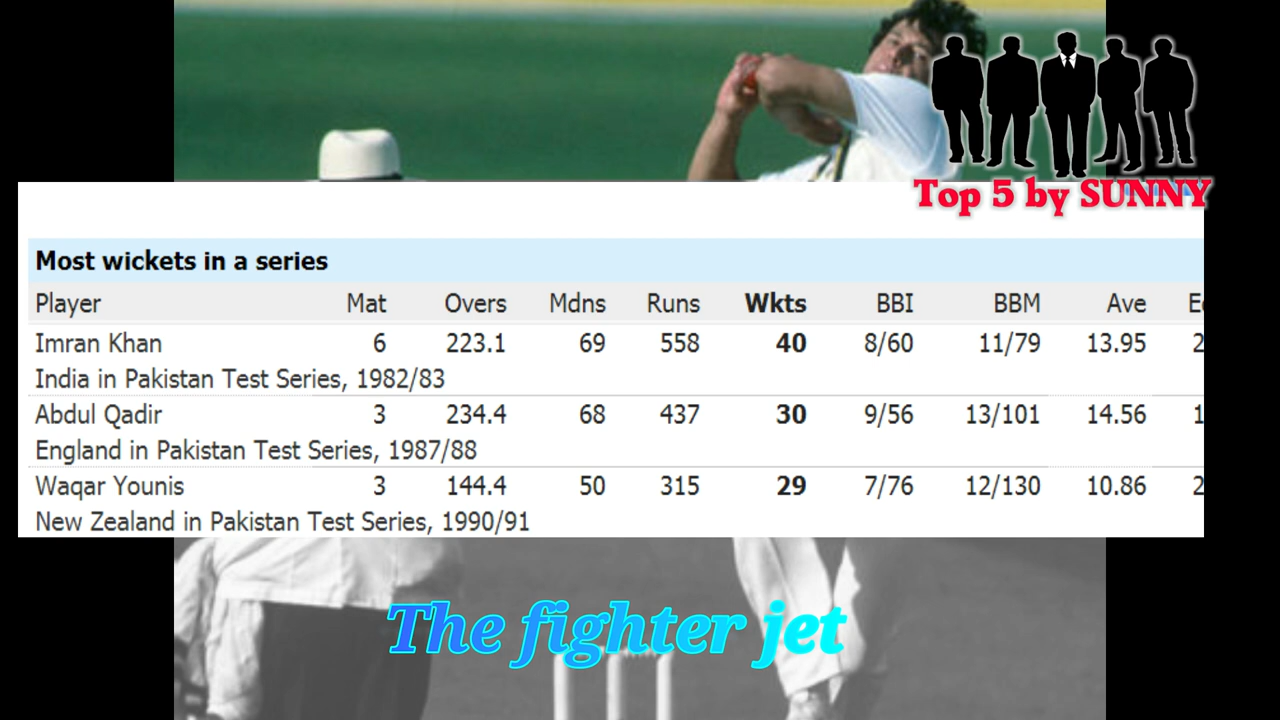 Top 5 by SUNNY
Most wickets in a series
Player Mat Overs Mdns Runs Wkts BBI BBM Ave
Imran Khan 6 223.1 69 558 40 8/60 11/79 13.95 2
India in Pakistan Test Series, 1982/83
Abdul Qadir 3 234.4 68 437 30 9/56 13/101 14.56 1
England in Pakistan Test Series, 1987/88
Waqar Younis 3 144.4 50 315 29 7/76 12/130 10.86 2
New Zealand in Pakistan Test Series, 1990/91
The fighter jet